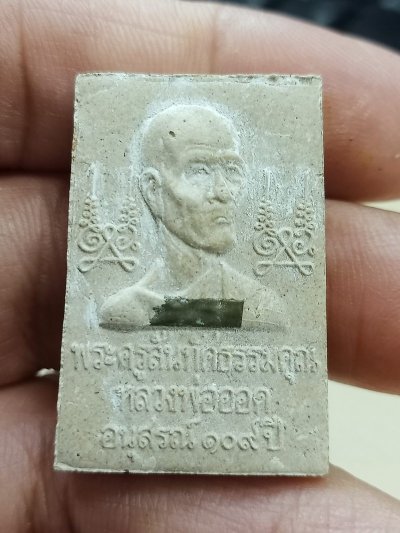 พระครูสันทัดธรรมคุณ
หลวงพ่อออด
อนุสรณ์ ๑๐๙ ปี